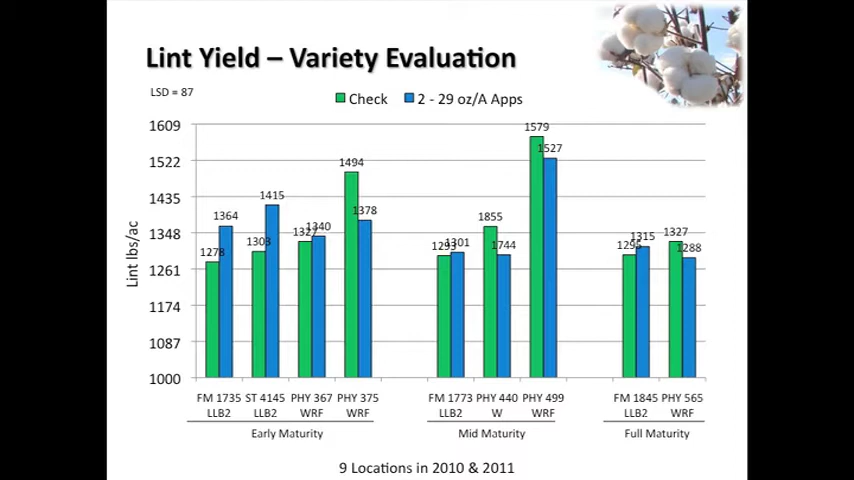 Lint Yield – Variety Evaluation
LSD = 87
Check 2 - 29 oz/A Apps
1609
1522
1435
1348
1261
1174
1087
1000
Lint lbs/ac
1278 1364
1303 1415
1327 1340
1494 1378
1293 1301
1855 1744
1579 1527
1295 1315
1327 1288
FM 1735 ST 4145 PHY 367 PHY 375 FM 1773 PHY 440 PHY 499 FM 1845 PHY 565
LLB2 LLB2 WRF WRF LLB2 W WRF LLB2 WRF
Early Maturity Mid Maturity Full Maturity
9 Locations in 2010 & 2011